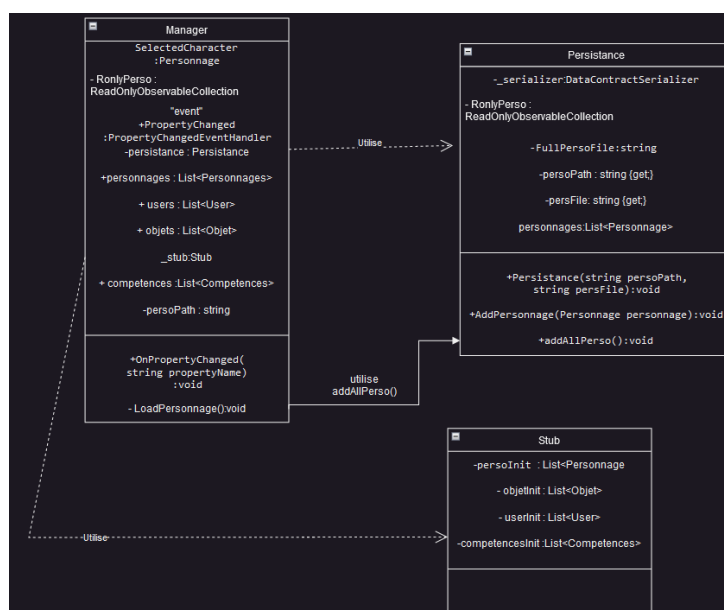 Manager
SelectedCharacter
:Personnage
- RonlyPerso :
ReadOnlyObservableCollection
"event"
+PropertyChanged
:PropertyChangedEventHandler
-persistance : Persistance
+personnages : List<Personnages>
+ users : List<User>
+ objets : List<Objet>
_stub:Stub
+ competences :List<Competences>
-persoPath : string
+OnPropertyChanged(
string propertyName)
:void
- LoadPersonnage():void
Utilise
utilise
addAllPerso()
Utilise
Persistance
-_serializer:DataContractSerializer
- RonlyPerso :
ReadOnlyObservableCollection
-FullPersoFile:string
-persoPath : string {get;}
-persFile: string {get;}
personnages:List<Personnage>
+Persistance(string persoPath,
string persFile):void
+AddPersonnage(Personnage personnage):void
+addAllPerso():void
Stub
-persoInit : List<Personnage
- objetInit : List<Objet>
- userInit : List<User>
-competencesInit :List<Competences>